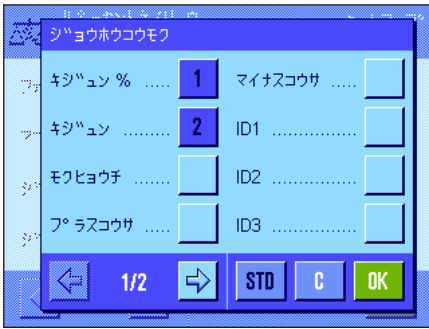 ジョウホウコウモク
キジュン % ..... 1
マイナスコウサ .....
キジュン ........ 2
ID1 ................
モクヒョウチ .......
ID2 ................
プラスコウサ .....
ID3 ................
1/2
STD C OK